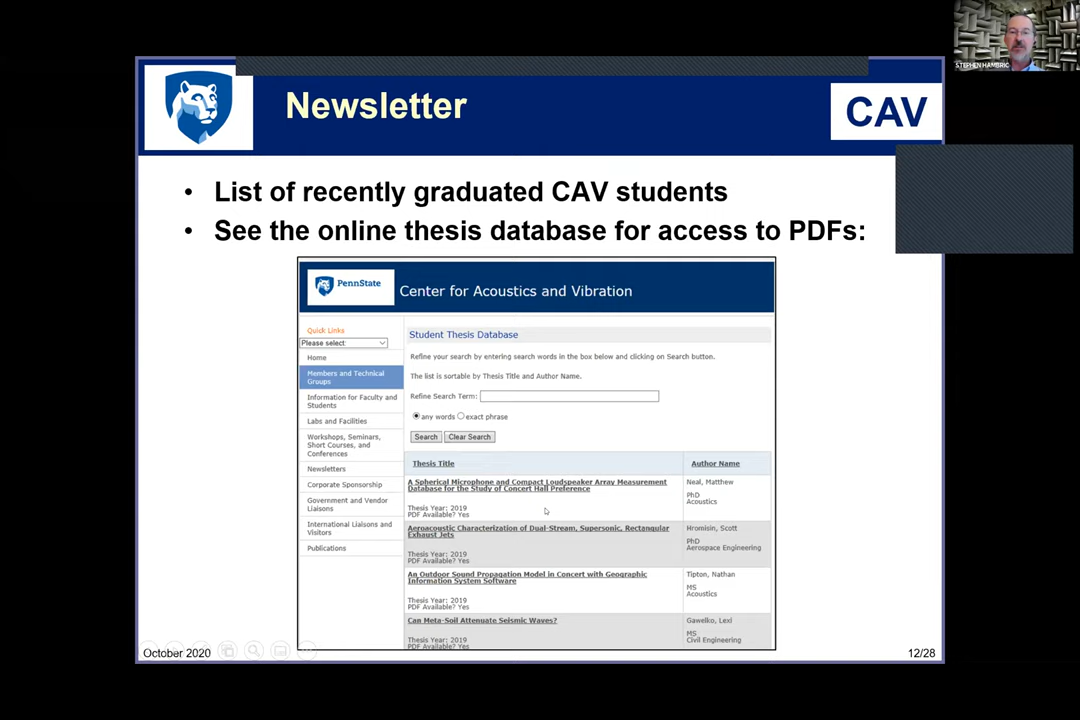 STEPHEN HAMBRIC
Newsletter
CAV
• List of recently graduated CAV students
• See the online thesis database for access to PDFs:
PennState
Center for Acoustics and Vibration
Quick Links
Please select:
Home
Members and Technical
Groups
Information for Faculty and
Students
Labs and Facilities
Workshops, Seminars,
Short Courses, and
Conferences
Newsletters
Corporate Sponsorship
Government and Vendor
Liaisons
International Liaisons and
Visitors
Publications
Student Thesis Database
Refine your search by entering search words in the box below and clicking on Search button.
The list is sortable by Thesis Title and Author Name.
Refine Search Term:
any words exact phrase
Search Clear Search
Thesis Title Author Name
A Spherical Microphone and Compact Loudspeaker Array Measurement
Database for the Study of Concert Hall Preference
Thesis Year: 2019
PDF Available? Yes
Neal, Matthew
PhD
Acoustics
Aeroacoustic Characterization of Dual-Stream, Supersonic, Rectangular
Exhaust Jets
Thesis Year: 2019
PDF Available? Yes
Hromisin, Scott
PhD
Aerospace Engineering
An Outdoor Sound Propagation Model in Concert with Geographic
Information System Software
Thesis Year: 2019
PDF Available? Yes
Tipton, Nathan
MS
Acoustics
Can Meta-Soil Attenuate Seismic Waves?
Thesis Year: 2019
PDF Available? Yes
Gawelko, Lexi
MS
Civil Engineering
October 2020
12/28